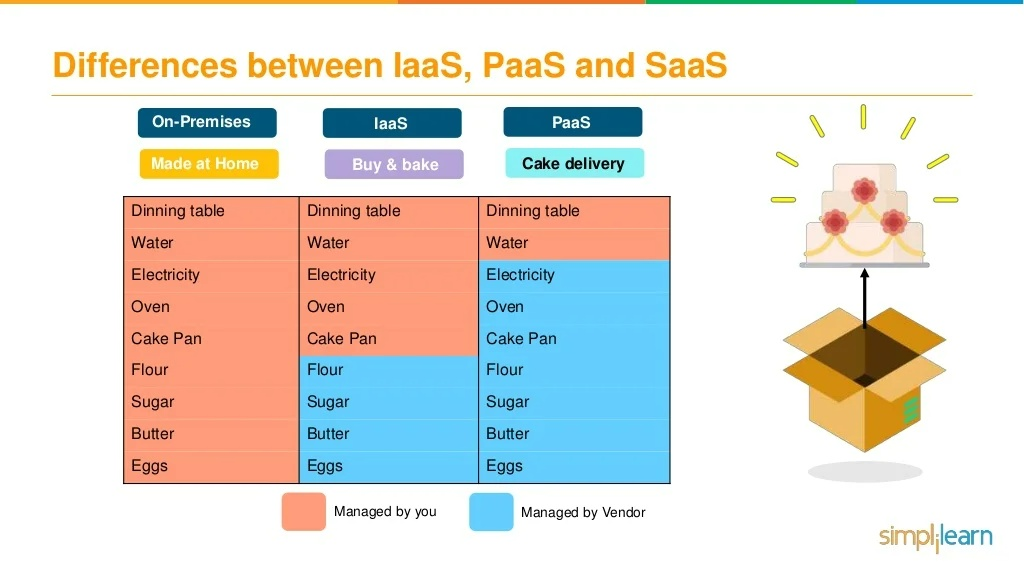 Differences between IaaS, PaaS and SaaS
On-Premises IaaS PaaS
Made at Home Buy & bake Cake delivery
Dinning table Dinning table Dinning table
Water Water Water
Electricity Electricity Electricity
Oven Oven Oven
Cake Pan Cake Pan Cake Pan
Flour Flour Flour
Sugar Sugar Sugar
Butter Butter Butter
Eggs Eggs Eggs
Managed by you Managed by Vendor
simplilearn